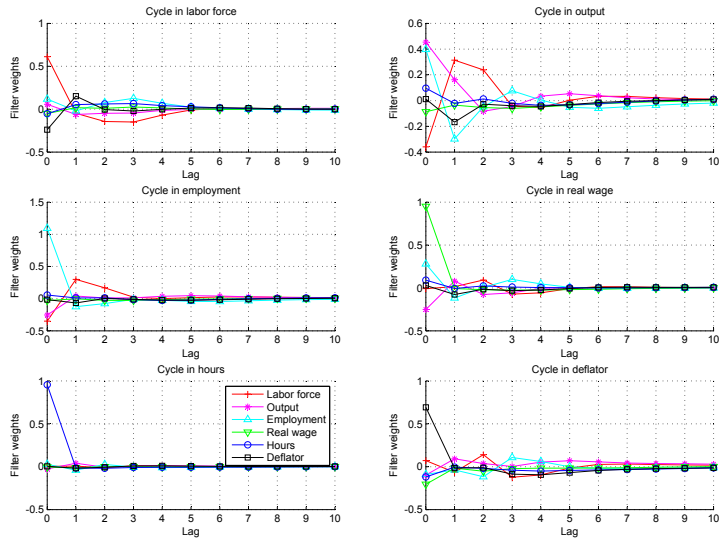 Cycle in labor force
1
0.5
0
-0.5
Filter weights
0 1 2 3 4 5 6 7 8 9 10
Lag
Cycle in output
0.6
0.4
0.2
0
-0.2
-0.4
Filter weights
0 1 2 3 4 5 6 7 8 9 10
Lag
Cycle in employment
1.5
1
0.5
0
-0.5
Filter weights
0 1 2 3 4 5 6 7 8 9 10
Lag
Cycle in real wage
1
0.5
0
-0.5
Filter weights
0 1 2 3 4 5 6 7 8 9 10
Lag
Cycle in hours
1
0.5
0
-0.5
Filter weights
0 1 2 3 4 5 6 7 8 9 10
Lag
Labor force
Output
Employment
Real wage
Hours
Deflator
Cycle in deflator
1
0.5
0
-0.5
Filter weights
0 1 2 3 4 5 6 7 8 9 10
Lag